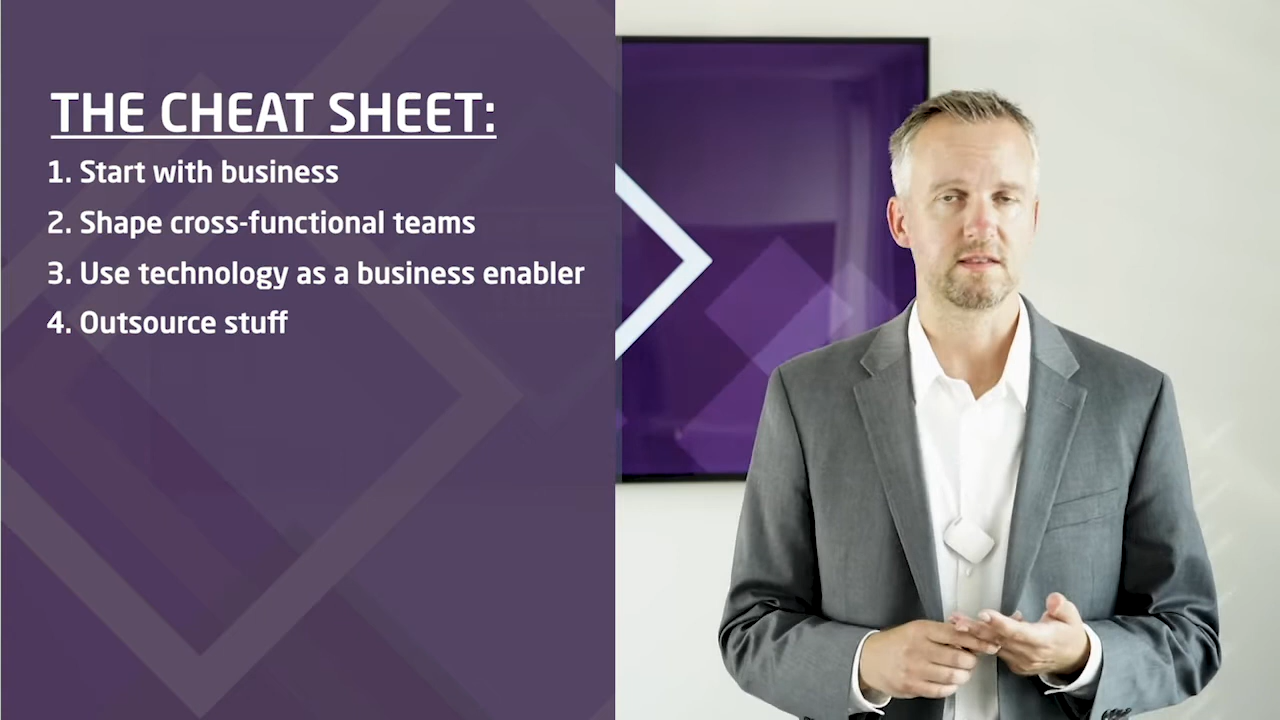 THE CHEAT SHEET:
1. Start with business
2. Shape cross-functional teams
3. Use technology as a business enabler
4. Outsource stuff